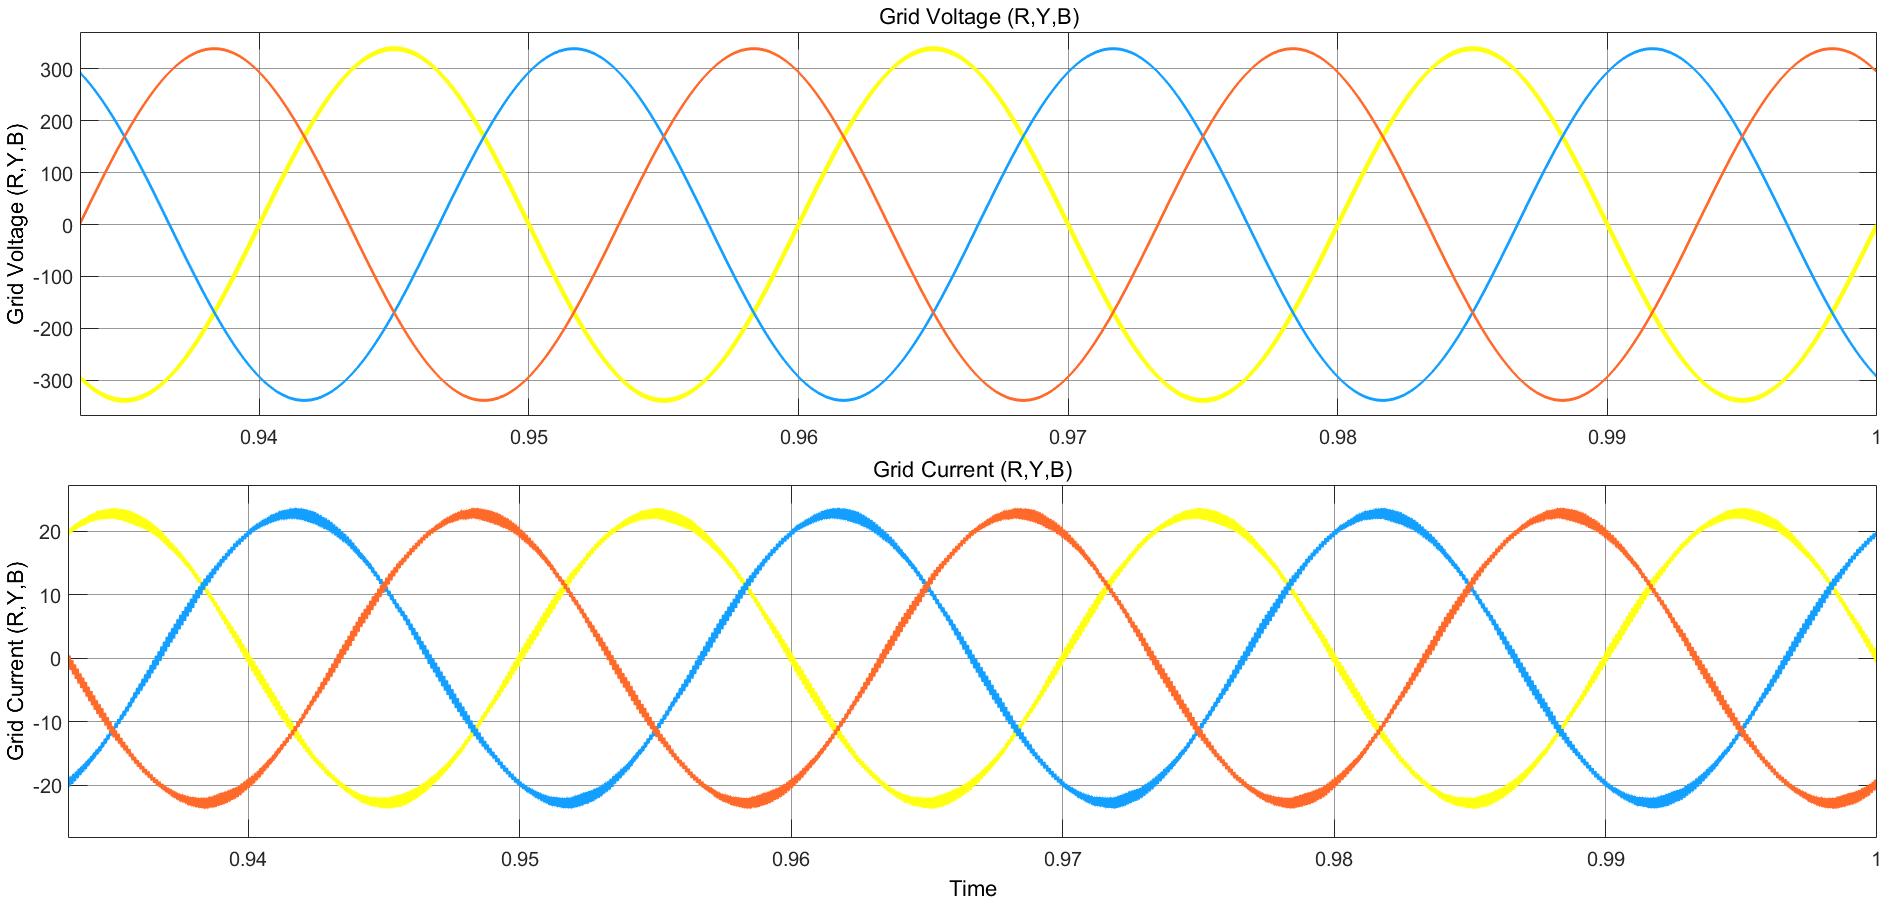 Grid Voltage (R,Y,B)
Grid Voltage (R,Y,B)
300
200
100
0
-100
-200
-300
0.94 0.95 0.96 0.97 0.98 0.99 1
Grid Current (R,Y,B)
Grid Current (R,Y,B)
20
10
0
-10
-20
0.94 0.95 0.96 0.97 0.98 0.99 1
Time